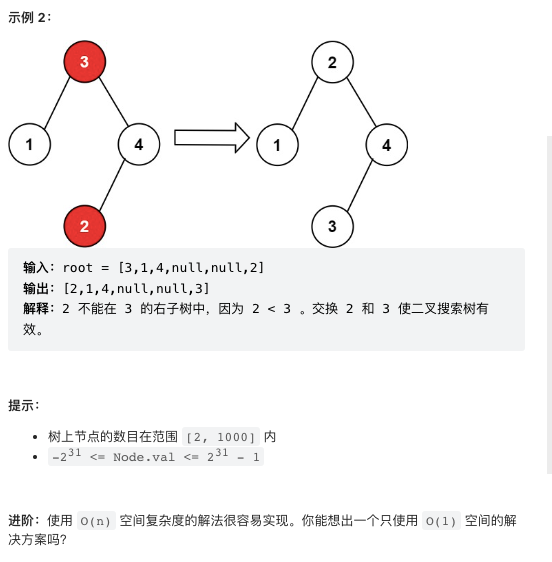 示例 2：
3
2
1
4
1
4
2
3
输入：root = [3,1,4,null,null,2]
输出：[2,1,4,null,null,3]
解释：2 不能在 3 的右子树中，因为 2 < 3 。交换 2 和 3 使二叉搜索树有
效。
提示：
• 树上节点的数目在范围 [2, 1000] 内
• -2³¹ <= Node.val <= 2³¹ - 1
进阶：使用 O(n) 空间复杂度的解法很容易实现。你能想出一个只使用 O(1) 空间的解
决方案吗？